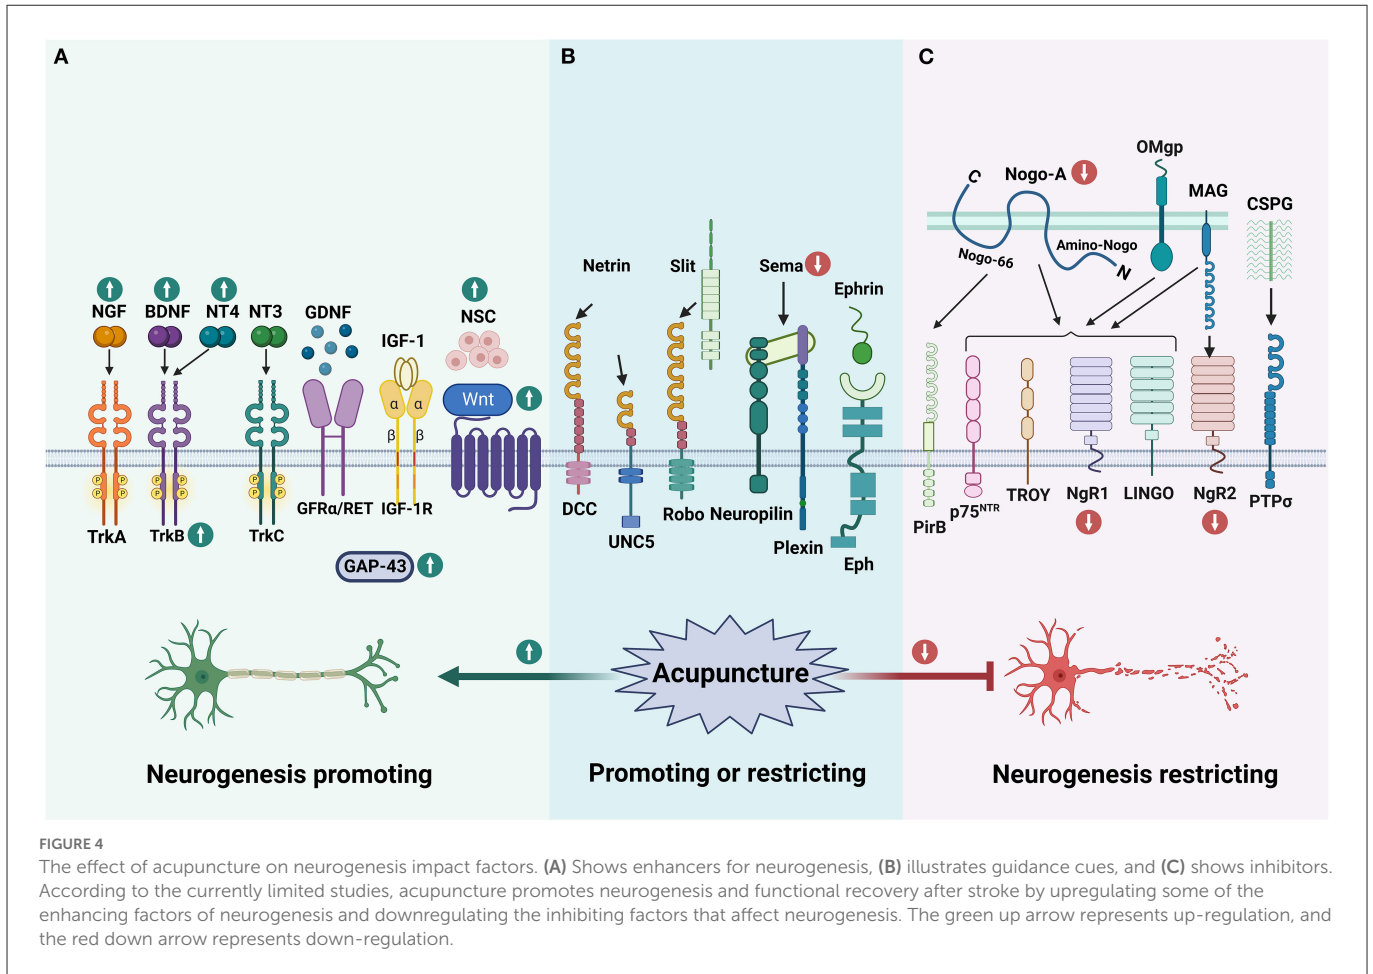 A
B
C
OMgp
C
Nogo-A
MAG
CSPG
Nogo-66
Amino-Nogo
N
Netrin
Slit
Sema
Ephrin
NGF
BDNF
NT4
NT3
GDNF
NSC
IGF-1
Wnt
α
α
β
β
P
P
P
P
P
P
P
P
P
P
P
P
TrkA
TrkB
TrkC
GFRα/RET
IGF-1R
GAP-43
DCC
UNC5
Robo
Neuropilin
Plexin
Eph
PirB
p75NTR
TROY
NgR1
LINGO
NgR2
PTPσ
Acupuncture
Neurogenesis promoting
Promoting or restricting
Neurogenesis restricting
FIGURE 4
The effect of acupuncture on neurogenesis impact factors. (A) Shows enhancers for neurogenesis, (B) illustrates guidance cues, and (C) shows inhibitors.
According to the currently limited studies, acupuncture promotes neurogenesis and functional recovery after stroke by upregulating some of the
enhancing factors of neurogenesis and downregulating the inhibiting factors that affect neurogenesis. The green up arrow represents up-regulation, and
the red down arrow represents down-regulation.